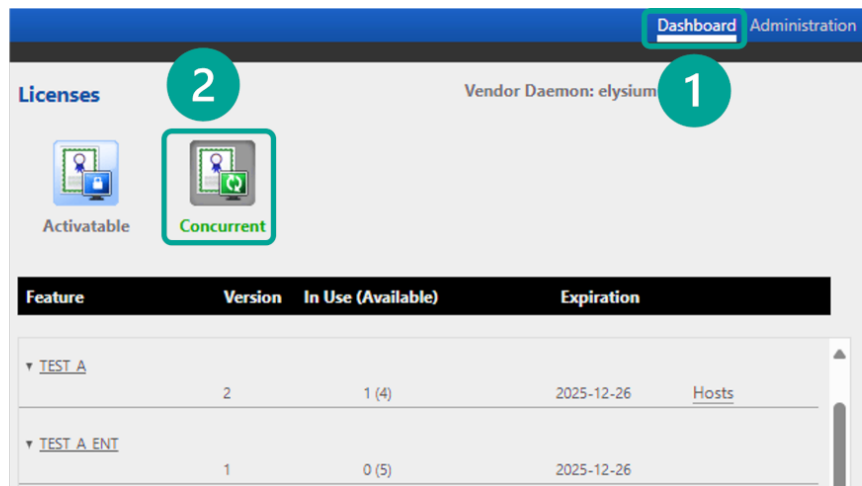 Dashboard Administration
1
2
Licenses
Vendor Daemon: elysium
Activatable
Concurrent
Feature Version In Use (Available) Expiration
TEST_A
2 1 (4) 2025-12-26 Hosts
TEST_A_ENT
1 0 (5) 2025-12-26